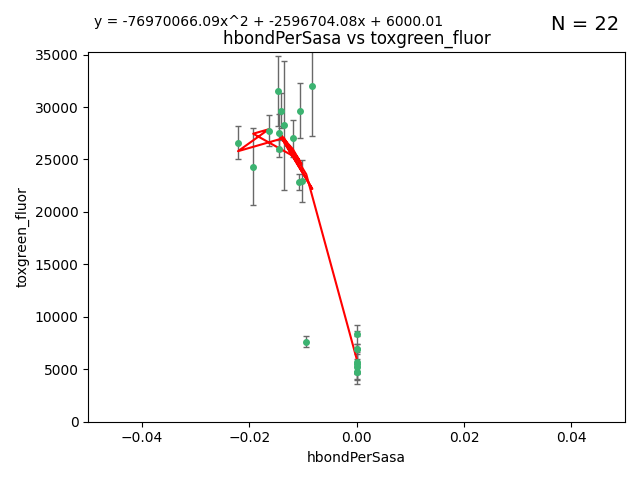 y = -76970066.09x^2 + -2596704.08x + 6000.01
N = 22
hbondPerSasa vs toxgreen_fluor
35000
30000
25000
20000
15000
10000
5000
0
toxgreen_fluor
−0.04
−0.02
0.00
0.02
0.04
hbondPerSasa